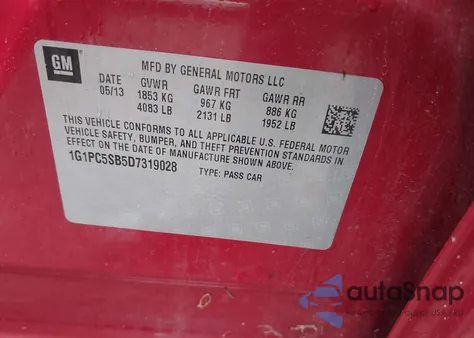 GM
MFD BY GENERAL MOTORS LLC
DATE GVWR GAWR FRT GAWR RR
05/13 1853 KG 967 KG 886 KG
4083 LB 2131 LB 1952 LB
THIS VEHICLE CONFORMS TO ALL APPLICABLE U.S. FEDERAL MOTOR
VEHICLE SAFETY, BUMPER, AND THEFT PREVENTION STANDARDS IN
EFFECT ON THE DATE OF MANUFACTURE SHOWN ABOVE.
1G1PC5SB5D7319028 TYPE: PASS CAR
autoSnap